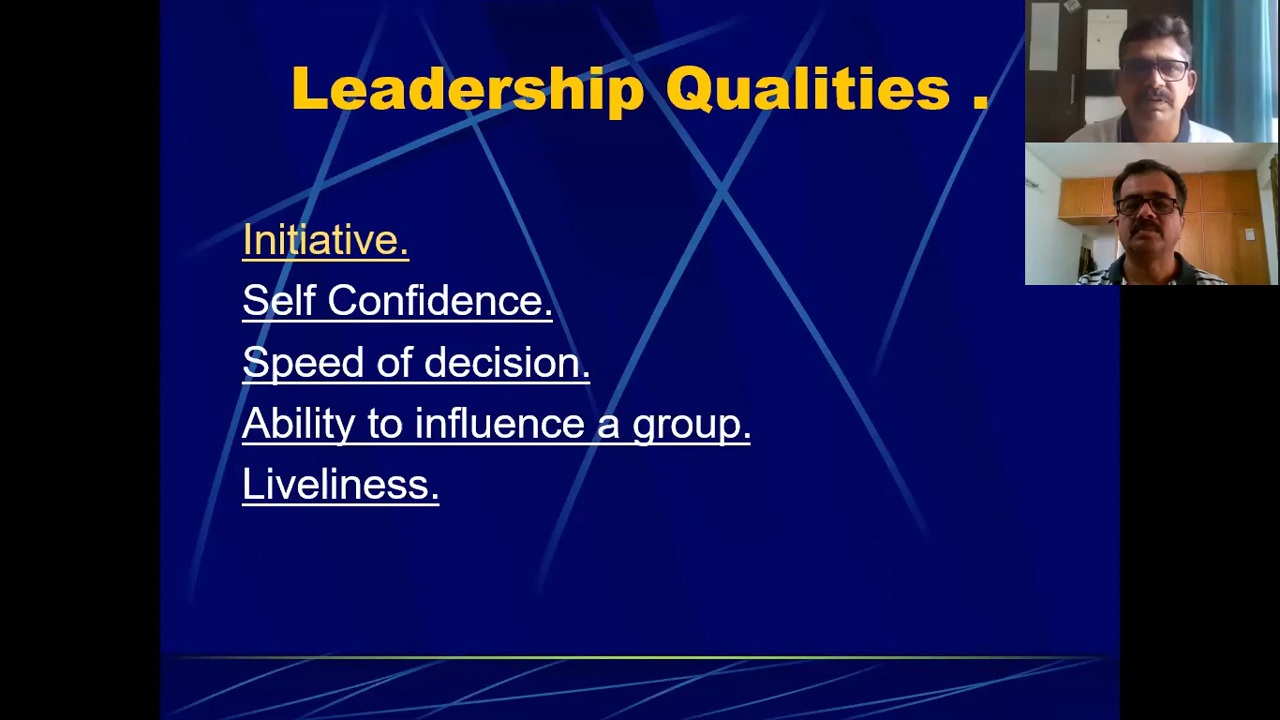 Leadership Qualities .
Initiative.
Self Confidence.
Speed of decision.
Ability to influence a group.
Liveliness.